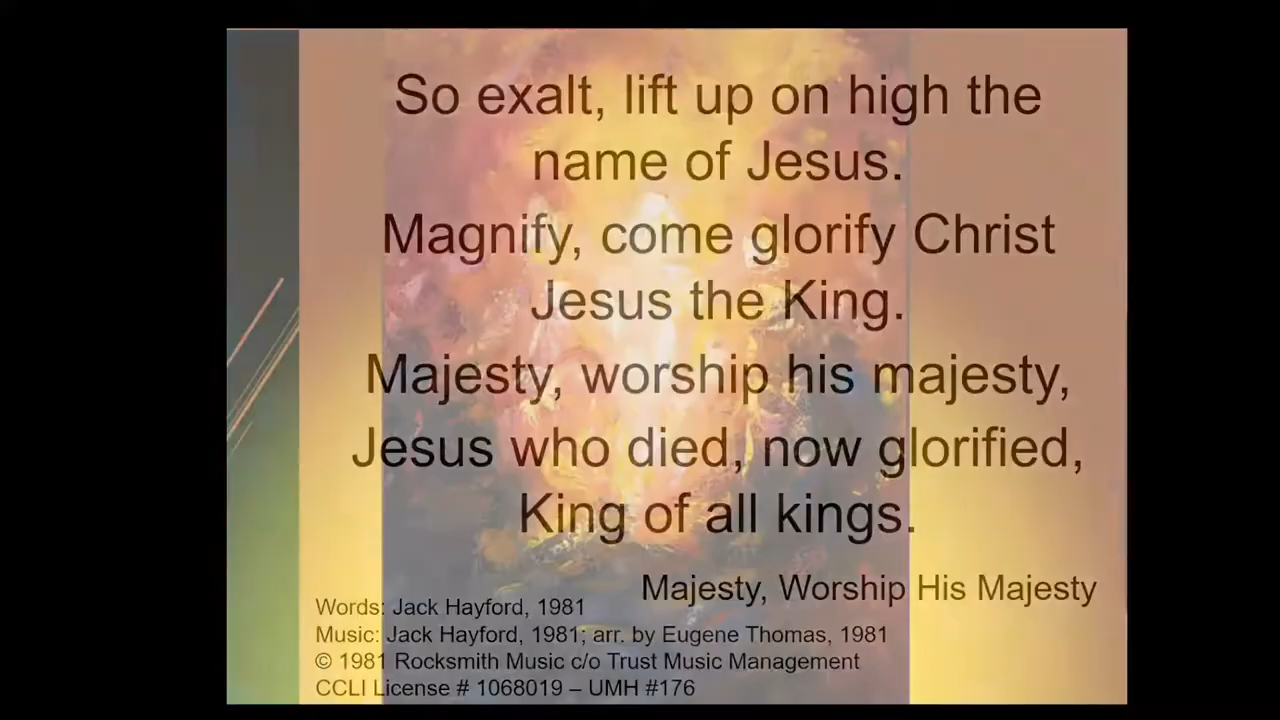 So exalt, lift up on high the
name of Jesus.
Magnify, come glorify Christ
Jesus the King.
Majesty, worship his majesty,
Jesus who died, now glorified,
King of all kings.
Majesty, Worship His Majesty
Words: Jack Hayford, 1981
Music: Jack Hayford, 1981; arr. by Eugene Thomas, 1981
© 1981 Rocksmith Music c/o Trust Music Management
CCLI License # 1068019 – UMH #176